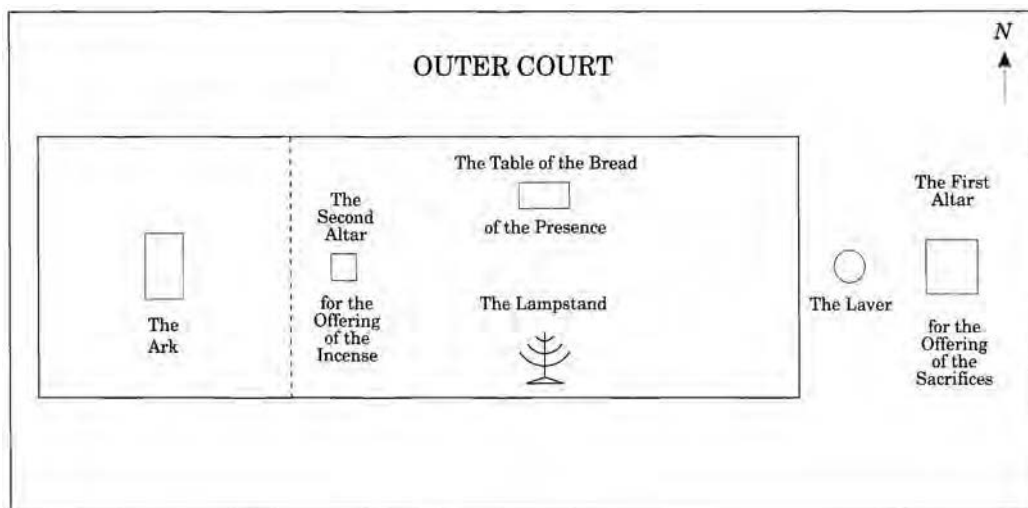 N
OUTER COURT
The Table of the Bread
of the Presence
The First
Altar
for the
Offering
of the
Sacrifices
The
Second
Altar
for the
Offering
of the
Incense
The Lampstand
The Laver
The
Ark